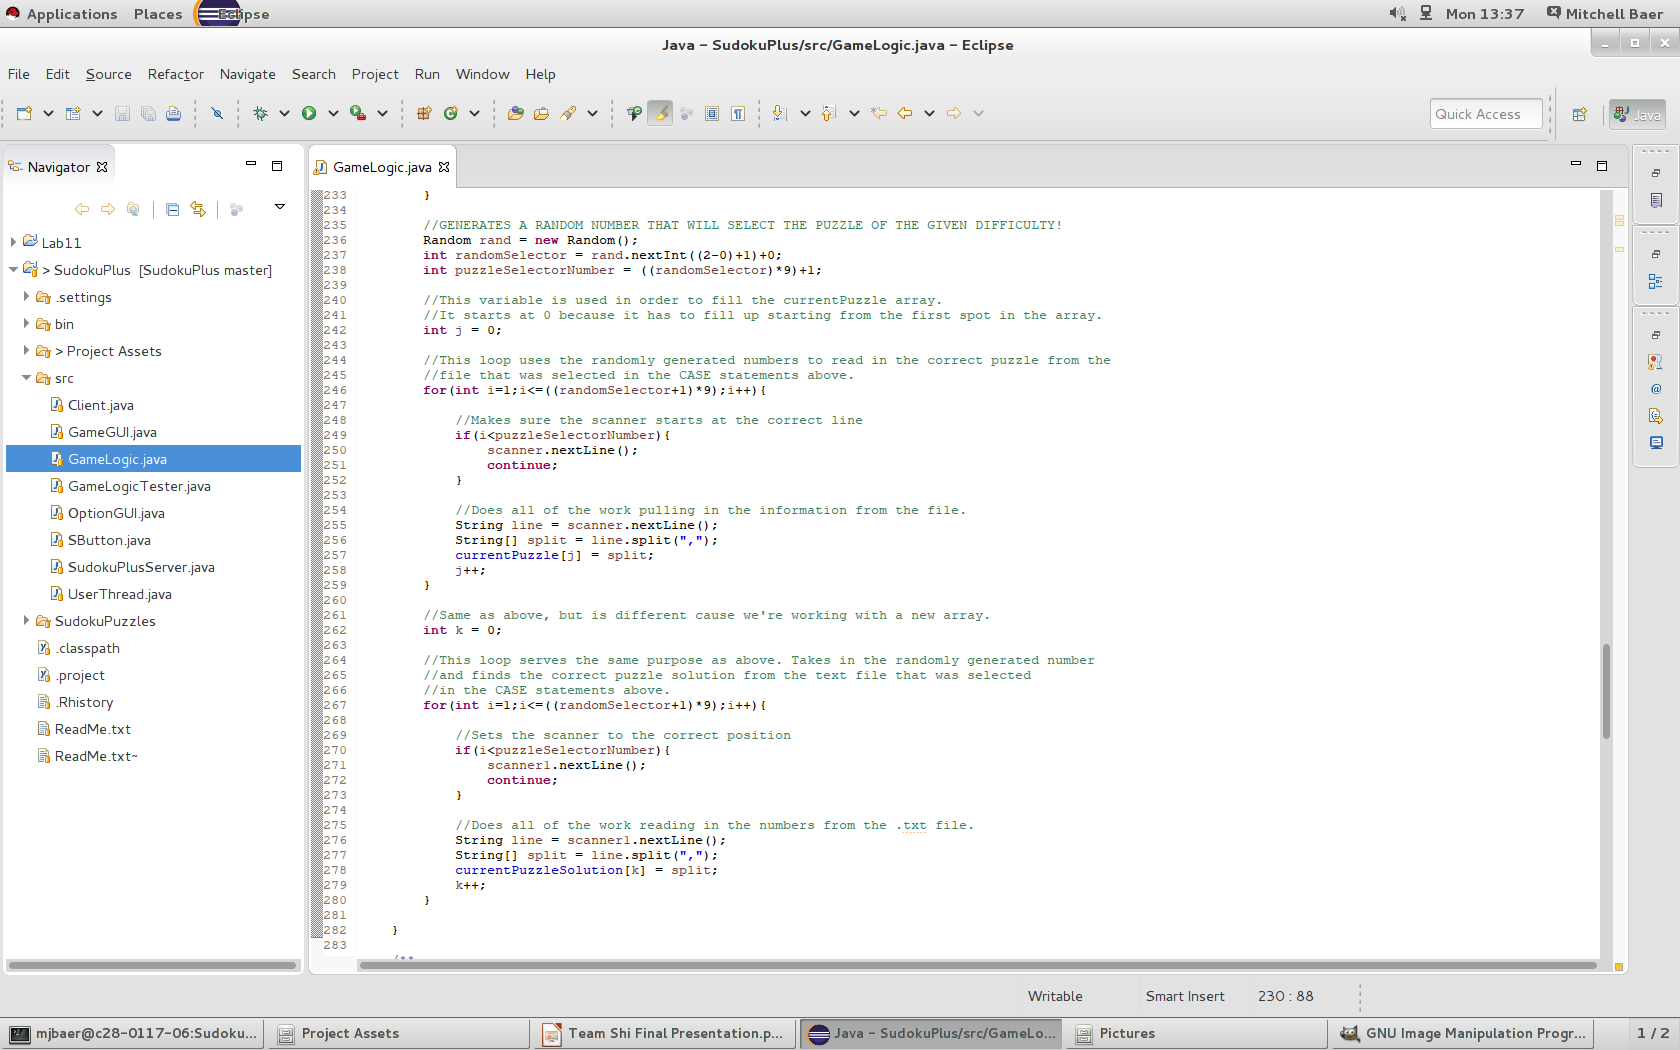 Applications Places Eclipse Mon 13:37 Mitchell Baer
Java - SudokuPlus/src/GameLogic.java - Eclipse
File Edit Source Refactor Navigate Search Project Run Window Help
Quick Access Java
Navigator
Lab11
> SudokuPlus [SudokuPlus master]
.settings
bin
> Project Assets
src
Client.java
GameGUI.java
GameLogic.java
GameLogicTester.java
OptionGUI.java
SButton.java
SudokuPlusServer.java
UserThread.java
SudokuPuzzles
.classpath
.project
.Rhistory
ReadMe.txt
ReadMe.txt~
GameLogic.java
233 }
234
235 //GENERATES A RANDOM NUMBER THAT WILL SELECT THE PUZZLE OF THE GIVEN DIFFICULTY!
236 Random rand = new Random();
237 int randomSelector = rand.nextInt((2-0)+1)+0;
238 int puzzleSelectorNumber = ((randomSelector)*9)+1;
239
240 //This variable is used in order to fill the currentPuzzle array.
241 //It starts at 0 because it has to fill up starting from the first spot in the array.
242 int j = 0;
243
244 //This loop uses the randomly generated numbers to read in the correct puzzle from the
245 //file that was selected in the CASE statements above.
246 for(int i=1;i<=((randomSelector+1)*9);i++){
247
248 //Makes sure the scanner starts at the correct line
249 if(i<puzzleSelectorNumber){
250 scanner.nextLine();
251 continue;
252 }
253
254 //Does all of the work pulling in the information from the file.
255 String line = scanner.nextLine();
256 String[] split = line.split(",");
257 currentPuzzle[j] = split;
258 j++;
259 }
260
261 //Same as above, but is different cause we're working with a new array.
262 int k = 0;
263
264 //This loop serves the same purpose as above. Takes in the randomly generated number
265 //and finds the correct puzzle solution from the text file that was selected
266 //in the CASE statements above.
267 for(int i=1;i<=((randomSelector+1)*9);i++){
268
269 //Sets the scanner to the correct position
270 if(i<puzzleSelectorNumber){
271 scanner1.nextLine();
272 continue;
273 }
274
275 //Does all of the work reading in the numbers from the .txt file.
276 String line = scanner1.nextLine();
277 String[] split = line.split(",");
278 currentPuzzleSolution[k] = split;
279 k++;
280 }
281
282 }
283
/**
Writable Smart Insert 230 : 88
mjbaer@c28-0117-06:Sudoku... Project Assets Team Shi Final Presentation.p... Java - SudokuPlus/src/GameLo... Pictures GNU Image Manipulation Progr... 1 / 2